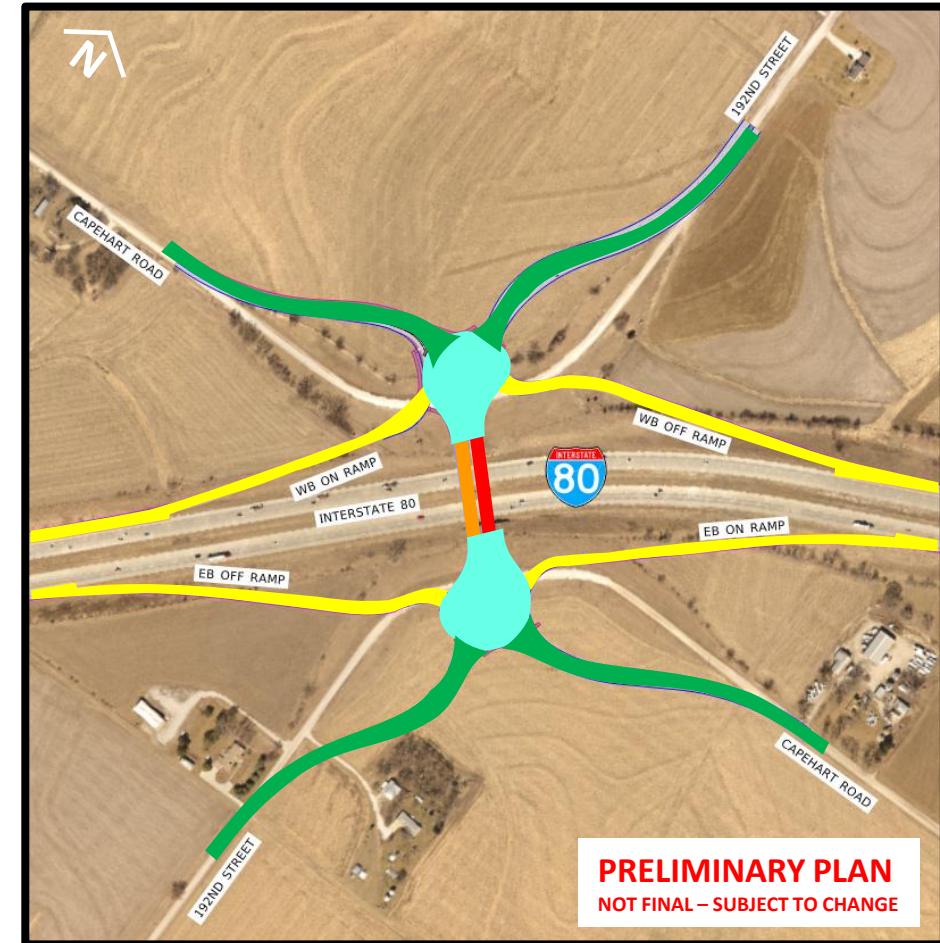 N
192ND STREET
CAPEHART ROAD
WB OFF RAMP
WB ON RAMP
INTERSTATE
80
INTERSTATE 80
EB ON RAMP
EB OFF RAMP
CAPEHART ROAD
192ND STREET
PRELIMINARY PLAN
NOT FINAL – SUBJECT TO CHANGE